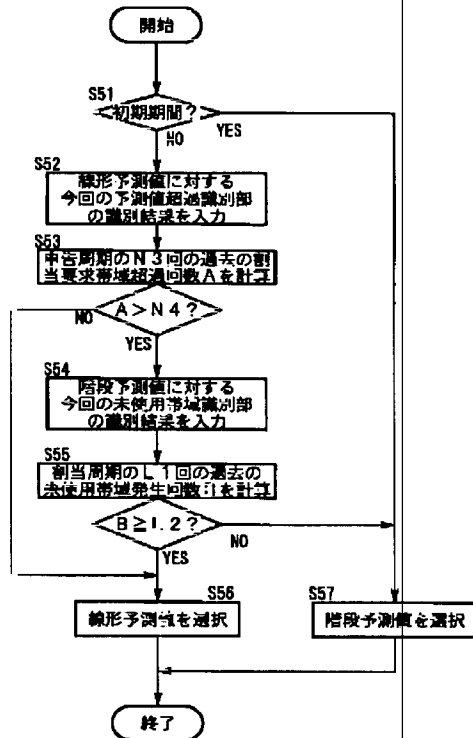 開始
S51
初期期間？
NO
YES
S52
線形予測値に対する
今回の予測値超過識別部
の識別結果を入力
S53
申告周期のN3回の過去の割
当要求帯域超過回数Aを計算
A>N4?
NO
YES
S54
階段予測値に対する
今回の未使用帯域識別部
の識別結果を入力
S55
割当周期のL1回の過去の
未使用帯域発生回数Bを計算
B≧L2?
NO
YES
S56
線形予測値を選択
S57
階段予測値を選択
終了